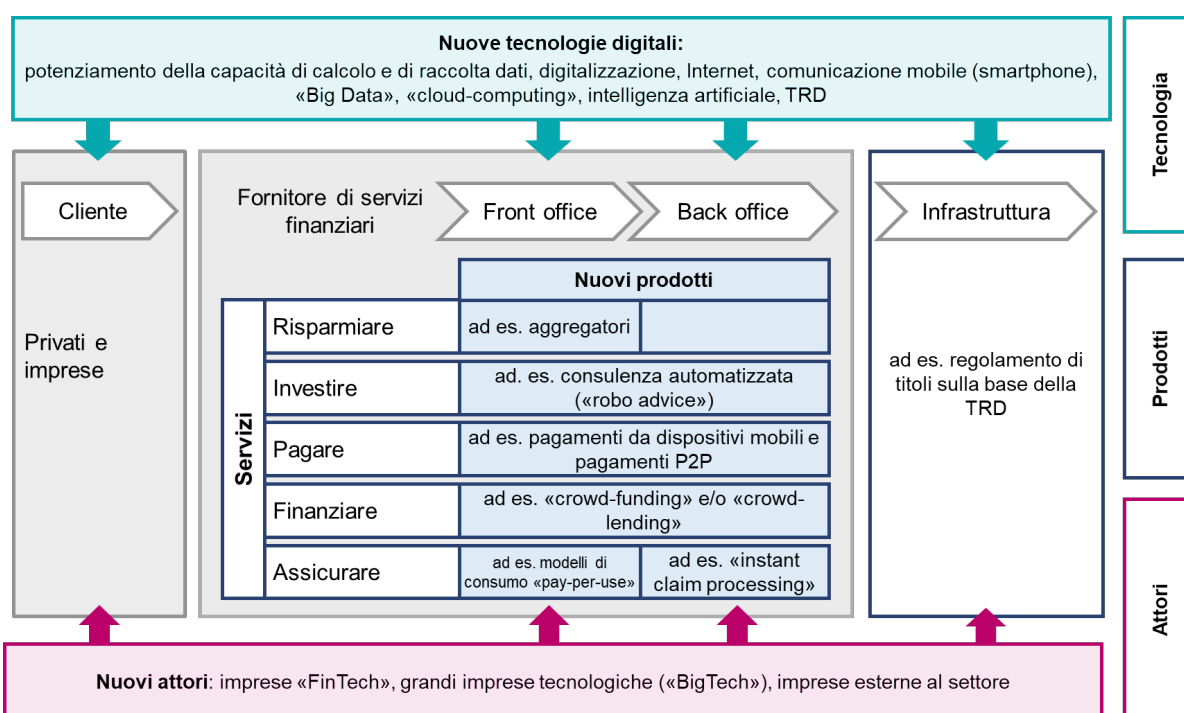 Nuove tecnologie digitali:
potenziamento della capacità di calcolo e di raccolta dati, digitalizzazione, Internet, comunicazione mobile (smartphone),
«Big Data», «cloud-computing», intelligenza artificiale, TRD
Tecnologia
Cliente
Fornitore di servizi
finanziari
Front office
Back office
Infrastruttura
Privati e
imprese
Nuovi prodotti
Servizi
Risparmiare
ad es. aggregatori
Investire
ad. es. consulenza automatizzata
(«robo advice»)
Pagare
ad es. pagamenti da dispositivi mobili e
pagamenti P2P
Finanziare
ad es. «crowd-funding» e/o «crowd-
lending»
Assicurare
ad es. modelli di
consumo «pay-per-use»
ad es. «instant
claim processing»
ad es. regolamento di
titoli sulla base della
TRD
Prodotti
Attori
Nuovi attori: imprese «FinTech», grandi imprese tecnologiche («BigTech»), imprese esterne al settore